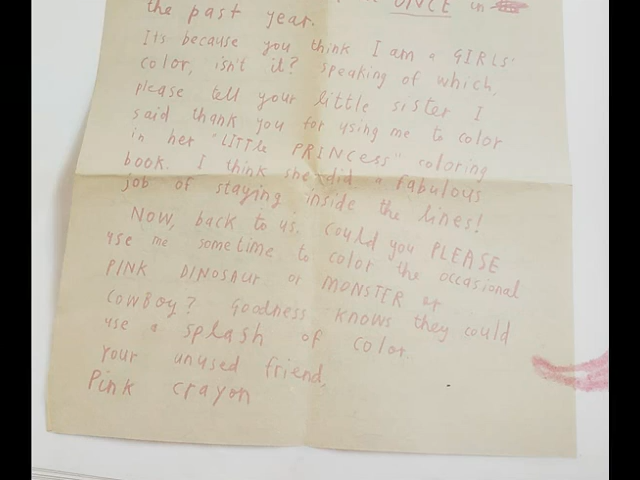 ONCE in
the past year.
Its because you think I am a GIRLS'
color, isn't it? speaking of which,
please tell your little sister I
said thank you for using me to color
in her "LITTLE PRINCESS" coloring
book. I think she did a fabulous
job of staying inside the lines!
Now, back to us. Could you PLEASE
use me sometime to color the occasional
PINK DINOSAUR or MONSTER or
COWBOY? Goodness knows they could
use a splash of color.
Your unused friend,
Pink crayon